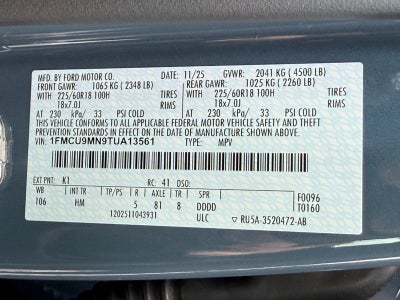 MFD. BY FORD MOTOR CO. 11/25 GVWR: 2041 KG ( 4500 LB)
FRONT GAWR: REAR GAWR:
1065 KG ( 2348 LB) 1025 KG ( 2260 LB)
WITH 225/60R18 100H TIRES WITH 225/60R18 100H TIRES
18x7.0J RIMS 18x7.0J RIMS
AT 230 kPa/ 33 PSI COLD AT 230 kPa/ 33 PSI COLD
THIS VEHICLE CONFORMS TO ALL APPLICABLE FEDERAL MOTOR VEHICLE SAFETY
THEFT PREVENTION STANDARDS IN EFFECT ON THE DATE OF MANUFACTURE SHOWN ABOVE.
VIN: 1FMCU9MN9TUA13561 TYPE: MPV
EXT PNT: K1 RC: 41 DSO:
WB INT TR TP/PS R AXLE TR SPR F0096
106 HM 5 81 8 DDDD T0160
1202511043931 ULC RU5A-3520472-AB